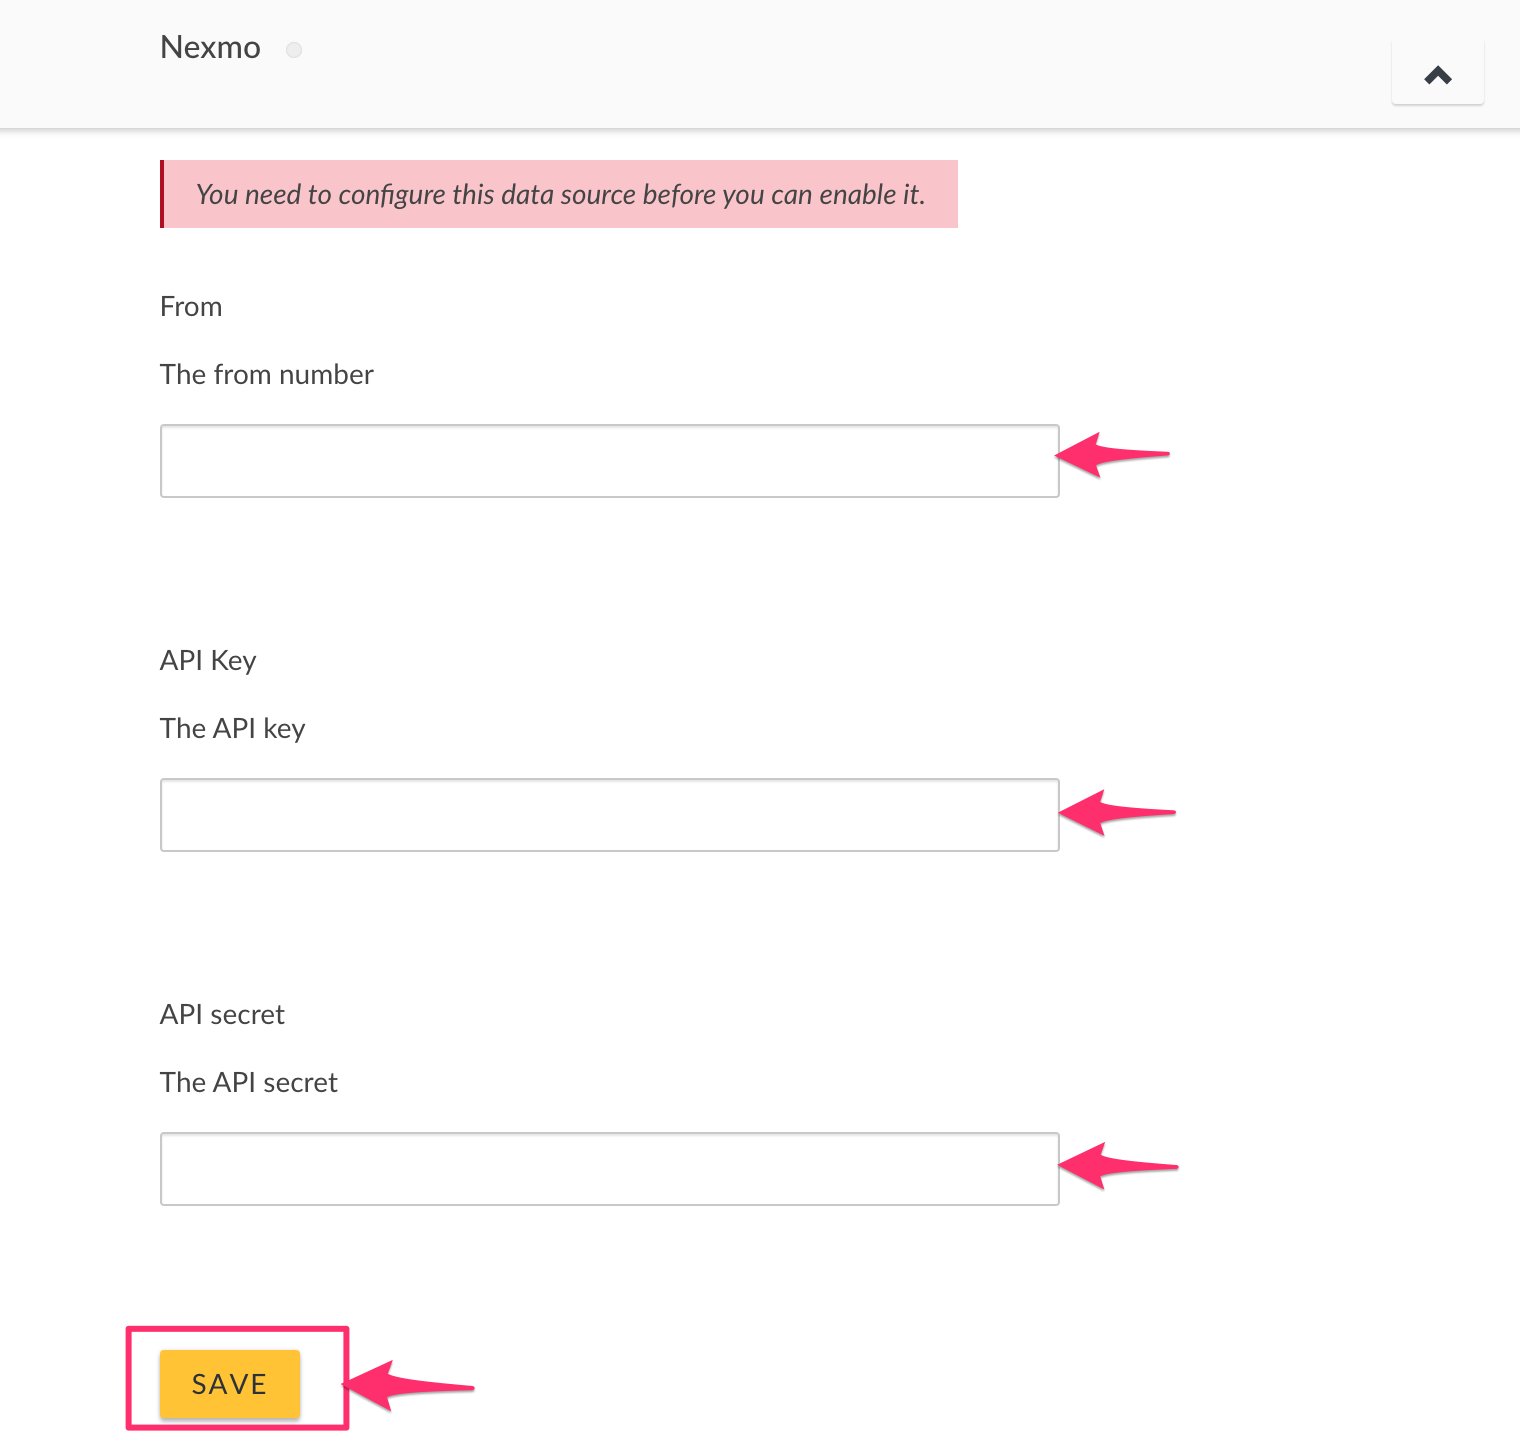 Nexmo
You need to configure this data source before you can enable it.
From
The from number
API Key
The API key
API secret
The API secret
SAVE